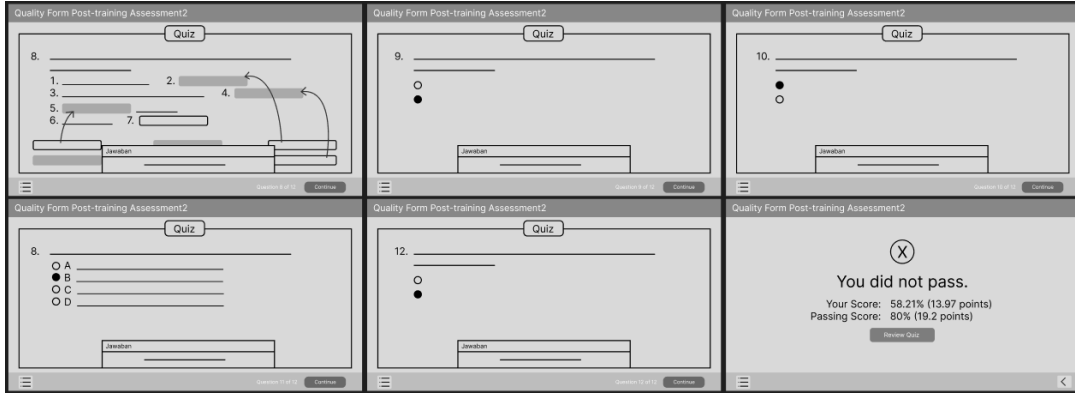 Quality Form Post-training Assessment2
Quiz
8.
1.
2.
3.
4.
5.
6.
7.
Jawaban
Question 8 of 12
Continue
Quality Form Post-training Assessment2
Quiz
9.
Jawaban
Question 9 of 12
Continue
Quality Form Post-training Assessment2
Quiz
10.
Jawaban
Question 10 of 12
Continue
Quality Form Post-training Assessment2
Quiz
8.
A
B
C
D
Jawaban
Question 11 of 12
Continue
Quality Form Post-training Assessment2
Quiz
12.
Jawaban
Question 12 of 12
Continue
Quality Form Post-training Assessment2
X
You did not pass.
Your Score: 58.21% (13.97 points)
Passing Score: 80% (19.2 points)
Review Quiz